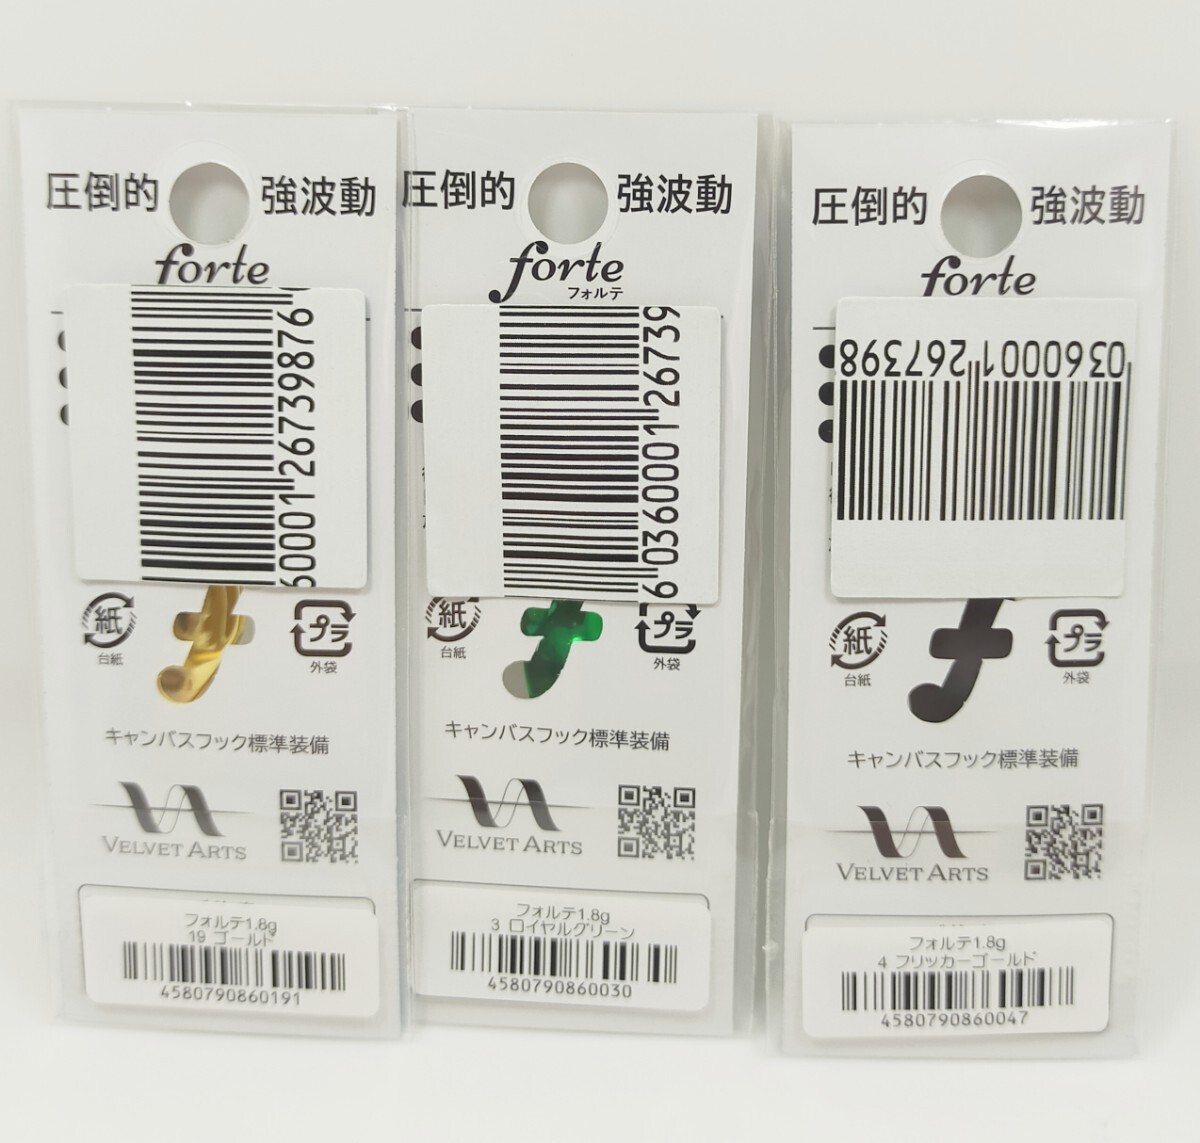 圧倒的 強波動
forte
60001267398760
紙
台紙
プラ
外袋
キャンバスフック標準装備
VELVET ARTS
フォルテ1.8g
19 ゴールド
4580790860191
圧倒的 強波動
forte
フォルテ
6036000126739
紙
台紙
プラ
外袋
キャンバスフック標準装備
VELVET ARTS
フォルテ1.8g
3 ロイヤルグリーン
4580790860030
圧倒的 強波動
forte
0360001267398
紙
台紙
プラ
外袋
キャンバスフック標準装備
VELVET ARTS
フォルテ1.8g
4 フリッカーゴールド
4580790860047